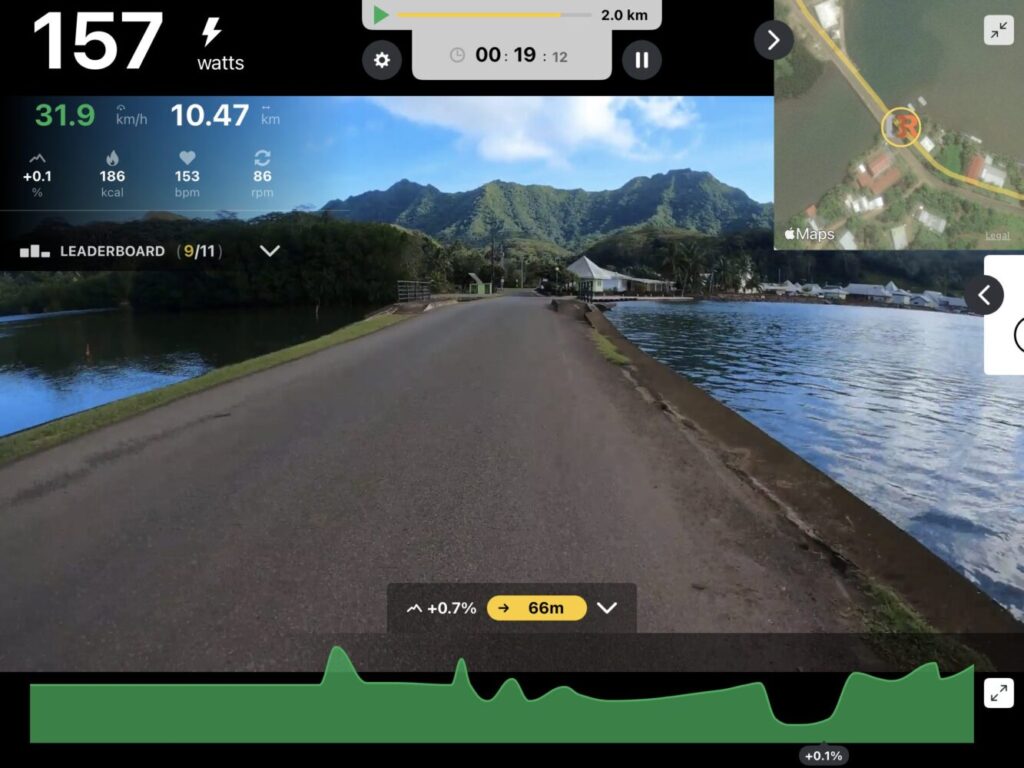 157 watts
2.0 km
00 : 19 : 12
31.9 km/h 10.47 km
+0.1 186 153 86
% kcal bpm rpm
LEADERBOARD (9/11)
Maps
Legal
+0.7% → 66m
+0.1%